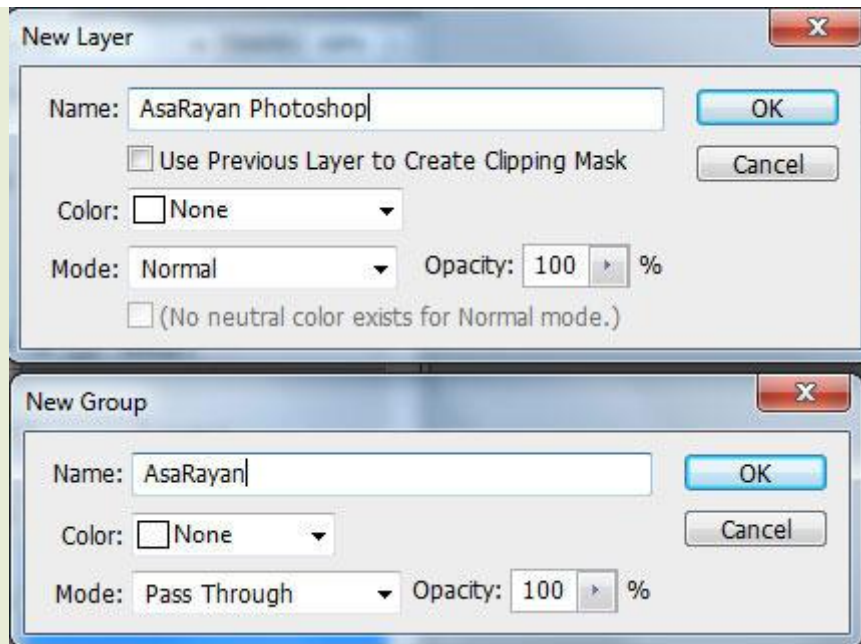 New Layer
Name: AsaRayan Photoshop OK
Use Previous Layer to Create Clipping Mask Cancel
Color: None
Mode: Normal Opacity: 100 %
(No neutral color exists for Normal mode.)
New Group
Name: AsaRayan OK
Color: None Cancel
Mode: Pass Through Opacity: 100 %